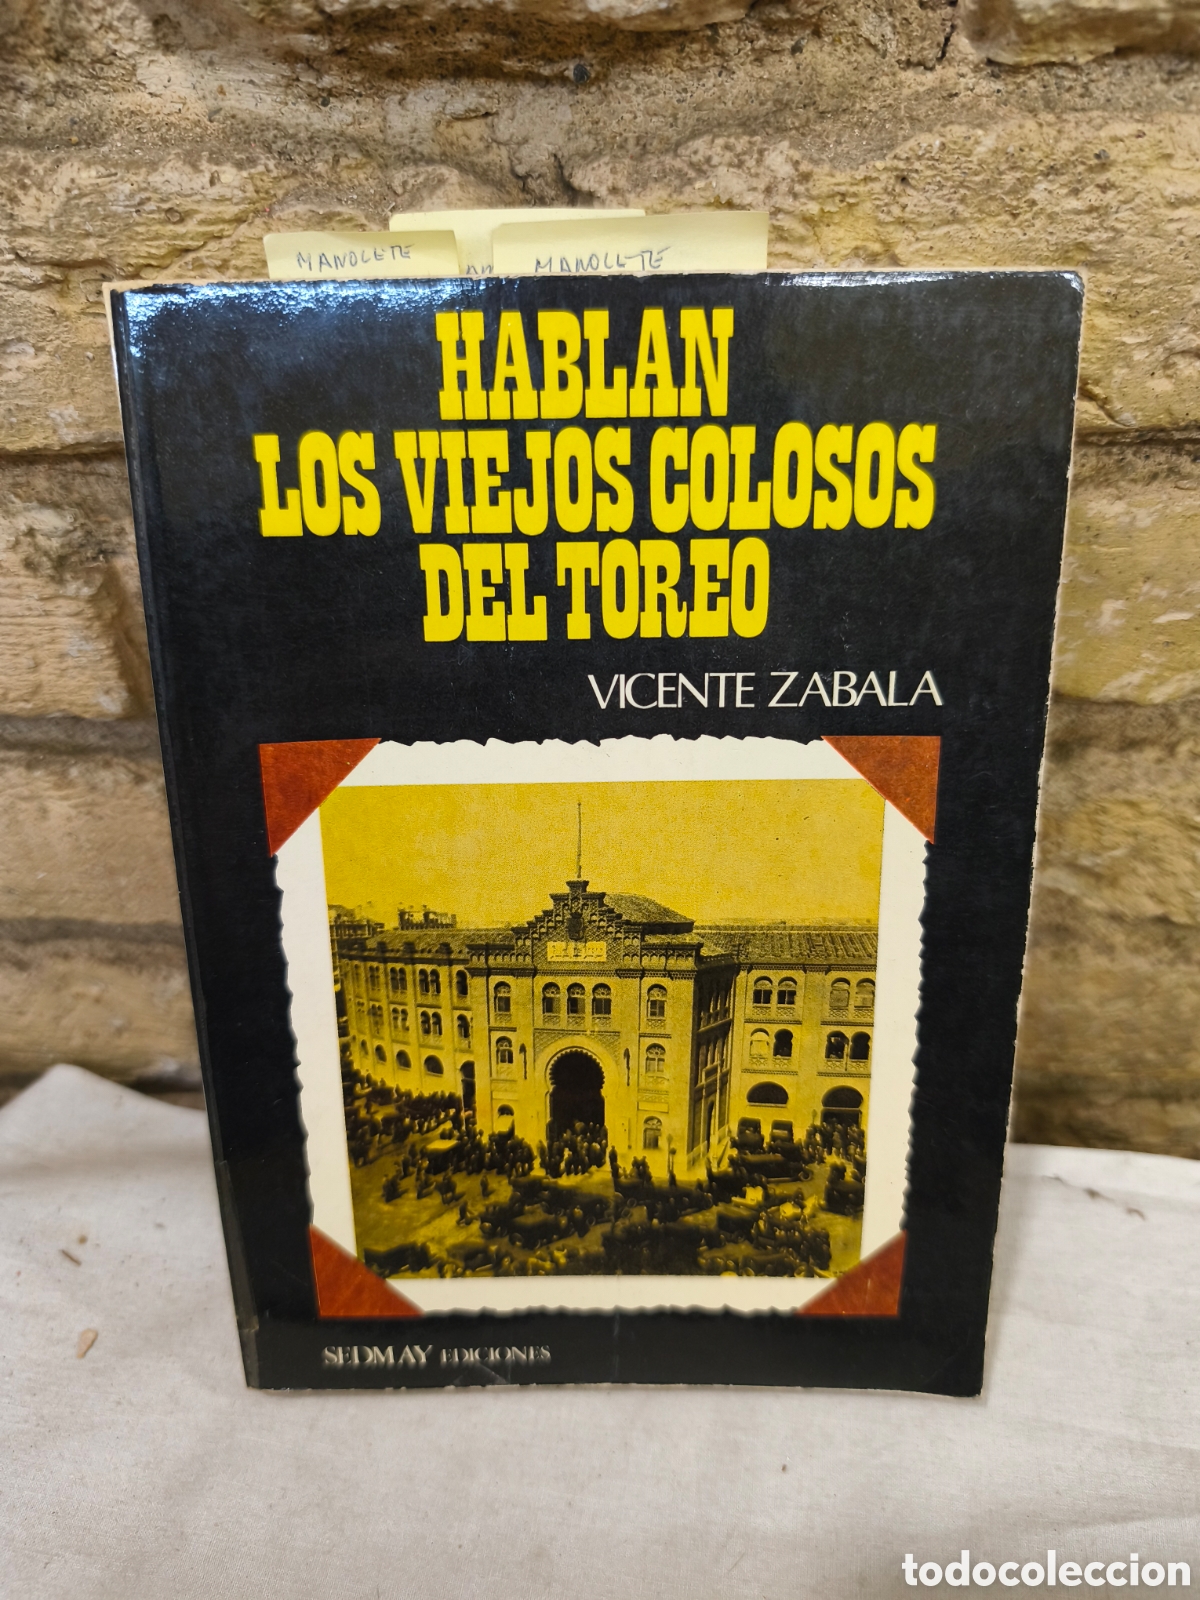 MANOLETE
MANOLETE
HABLAN
LOS VIEJOS COLOSOS
DEL TOREO
VICENTE ZABALA
SEDMAY EDICIONES
todocoleccion